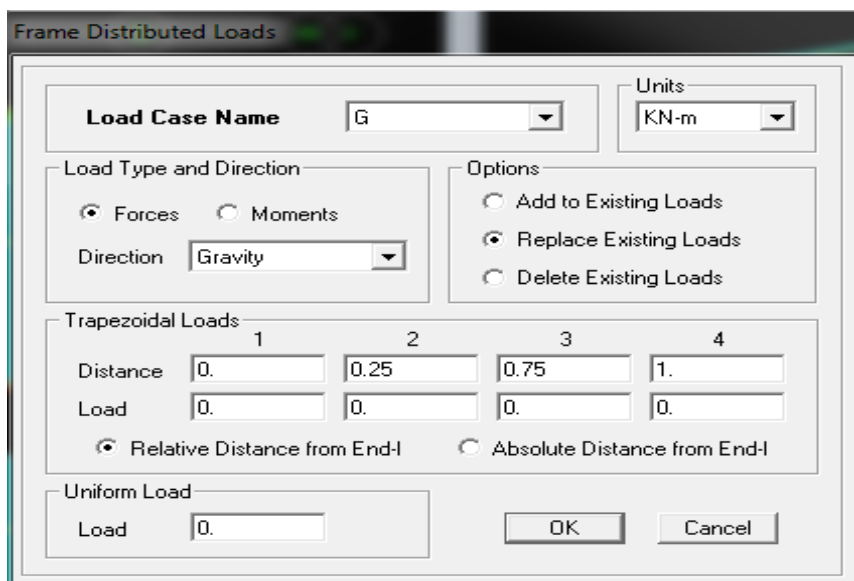 Frame Distributed Loads
Units
Load Case Name G KN-m
Load Type and Direction
Forces Moments
Direction Gravity
Options
Add to Existing Loads
Replace Existing Loads
Delete Existing Loads
Trapezoidal Loads
1 2 3 4
Distance 0. 0.25 0.75 1.
Load 0. 0. 0. 0.
Relative Distance from End-I Absolute Distance from End-I
Uniform Load
Load 0.
OK Cancel